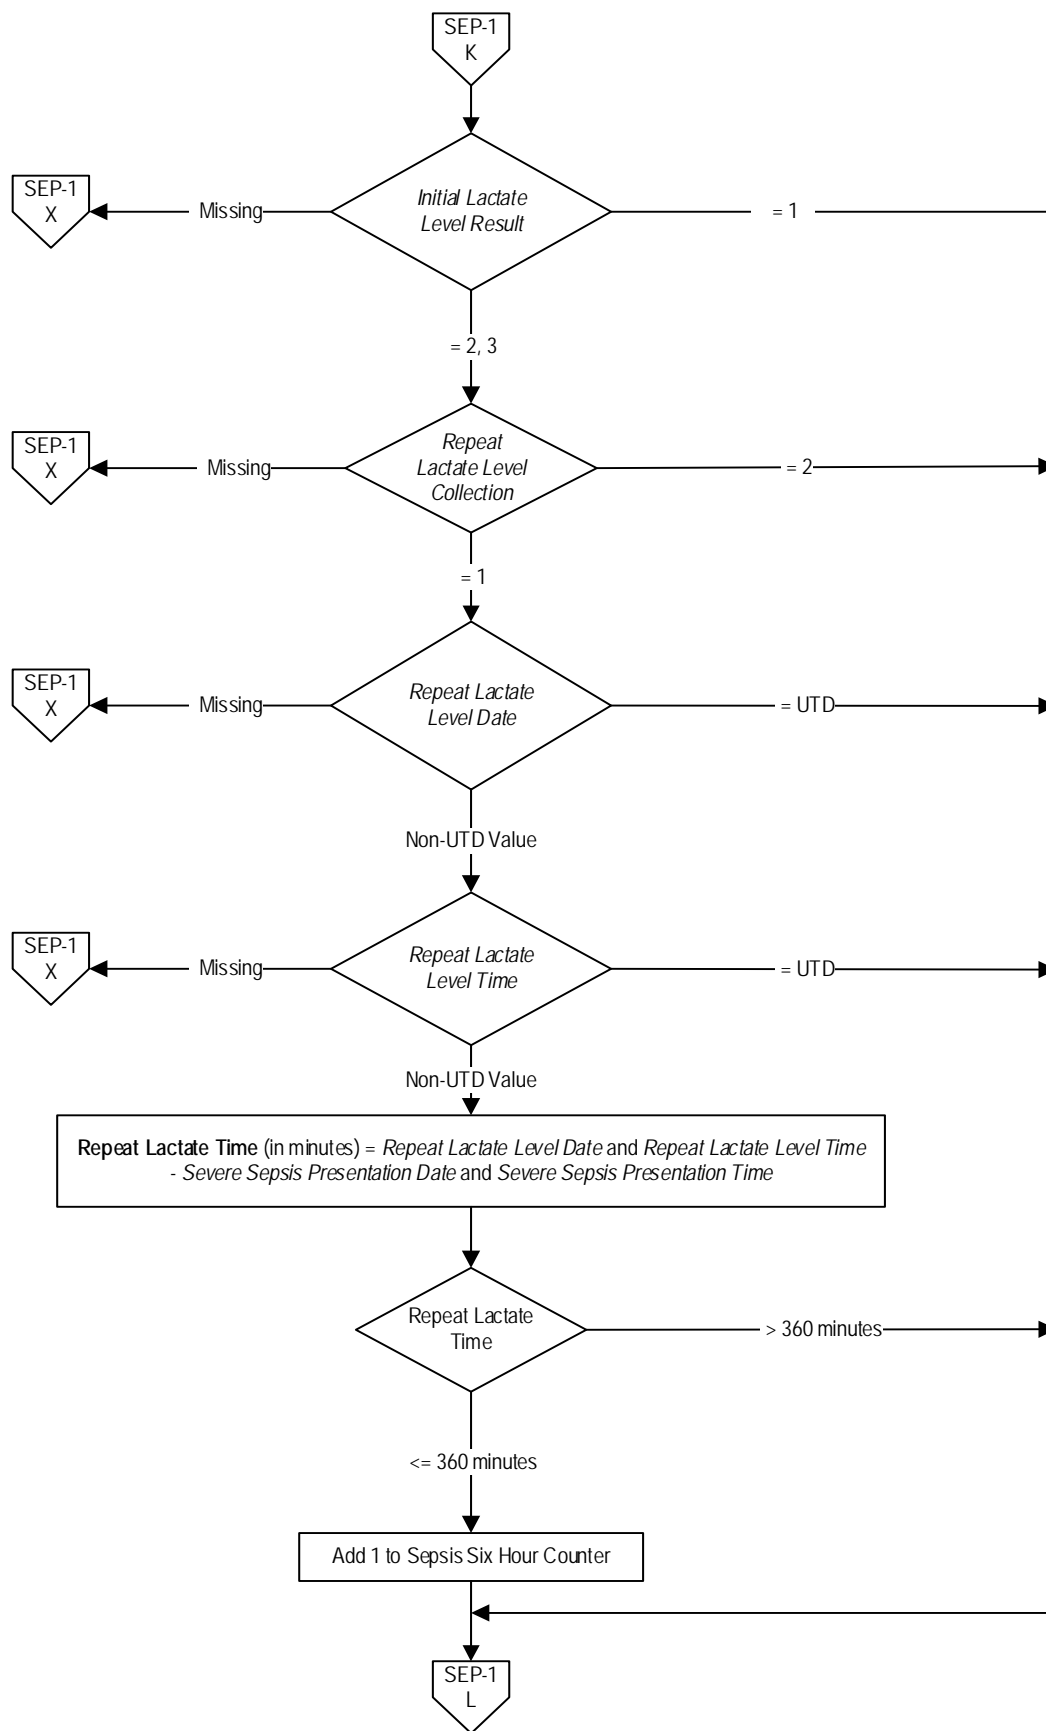 SEP-1
K
Initial Lactate
Level Result
SEP-1
X
Missing
= 1
= 2, 3
Repeat
Lactate Level
Collection
SEP-1
X
Missing
= 2
= 1
Repeat Lactate
Level Date
SEP-1
X
Missing
= UTD
Non-UTD Value
Repeat Lactate
Level Time
SEP-1
X
Missing
= UTD
Non-UTD Value
Repeat Lactate Time (in minutes) = Repeat Lactate Level Date and Repeat Lactate Level Time
- Severe Sepsis Presentation Date and Severe Sepsis Presentation Time
Repeat Lactate
Time
> 360 minutes
<= 360 minutes
Add 1 to Sepsis Six Hour Counter
SEP-1
L